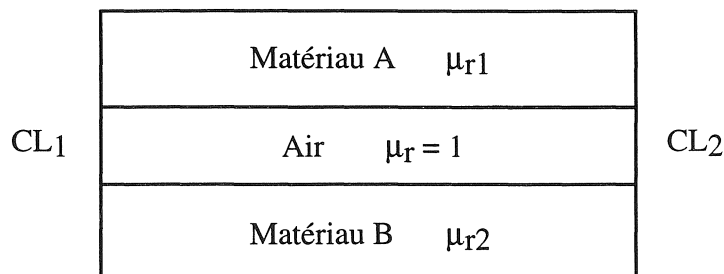 Matériau A μr1
CL1 Air μr = 1 CL2
Matériau B μr2